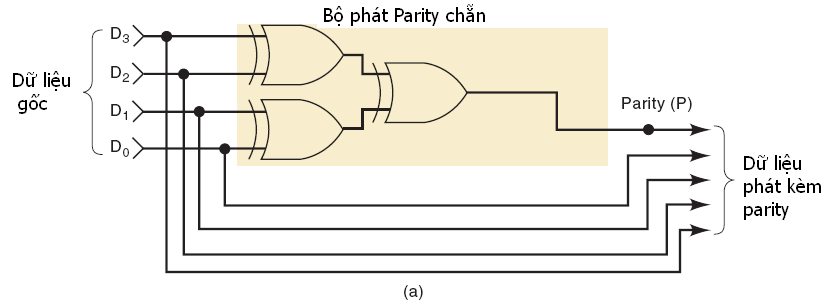 Bộ phát Parity chẵn
D3
D2
D1
D0
Dữ liệu
gốc
Parity (P)
Dữ liệu
phát kèm
parity
(a)